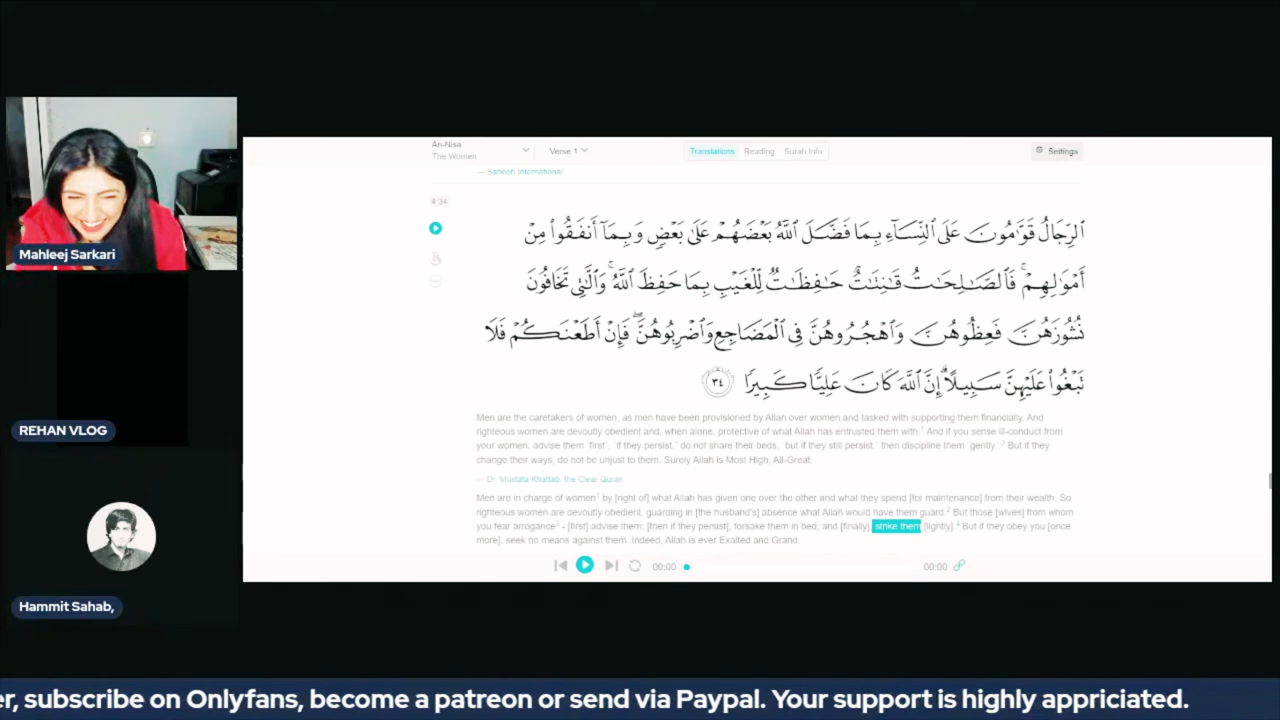 An-Nisa
The Women
Verse 1
Translations
Reading
Surah Info
Settings
— Saheeh International
4:34
ٱلرِّجَالُ قَوَّٰمُونَ عَلَى ٱلنِّسَآءِ بِمَا فَضَّلَ ٱللَّهُ بَعْضَهُمْ عَلَىٰ بَعْضٍ وَبِمَآ أَنفَقُوا۟ مِنْ
أَمْوَٰلِهِمْ ۚ فَٱلصَّـٰلِحَـٰتُ قَـٰنِتَـٰتٌ حَـٰفِظَـٰتٌ لِّلْغَيْبِ بِمَا حَفِظَ ٱللَّهُ ۚ وَٱلَّـٰتِى تَخَافُونَ
نُشُوزَهُنَّ فَعِظُوهُنَّ وَٱهْجُرُوهُنَّ فِى ٱلْمَضَاجِعِ وَٱضْرِبُوهُنَّ ۖ فَإِنْ أَطَعْنَكُمْ فَلَا
تَبْغُوا۟ عَلَيْهِنَّ سَبِيلًا ۗ إِنَّ ٱللَّهَ كَانَ عَلِيًّا كَبِيرًا ٣٤
Men are the caretakers of women, as men have been provisioned by Allah over women and tasked with supporting them financially. And
righteous women are devoutly obedient and, when alone, protective of what Allah has entrusted them with.1 And if you sense ill-conduct from
your women, advise them ˹first˺, ˹if they persist,˺ do not share their beds, ˹but if they still persist,˺ then discipline them ˹gently˺.2 But if they
change their ways, do not be unjust to them. Surely Allah is Most High, All-Great.
— Dr. Mustafa Khattab, the Clear Quran
Men are in charge of women1 by [right of] what Allah has given one over the other and what they spend [for maintenance] from their wealth. So
righteous women are devoutly obedient, guarding in [the husband's] absence what Allah would have them guard.2 But those [wives] from whom
you fear arrogance3 - [first] advise them; [then if they persist], forsake them in bed; and [finally] strike them [lightly].4 But if they obey you [once
more], seek no means against them. Indeed, Allah is ever Exalted and Grand.
00:00
00:00
Mahleej Sarkari
REHAN VLOG
Hammit Sahab,
er, subscribe on Onlyfans, become a patreon or send via Paypal. Your support is highly appriciated.